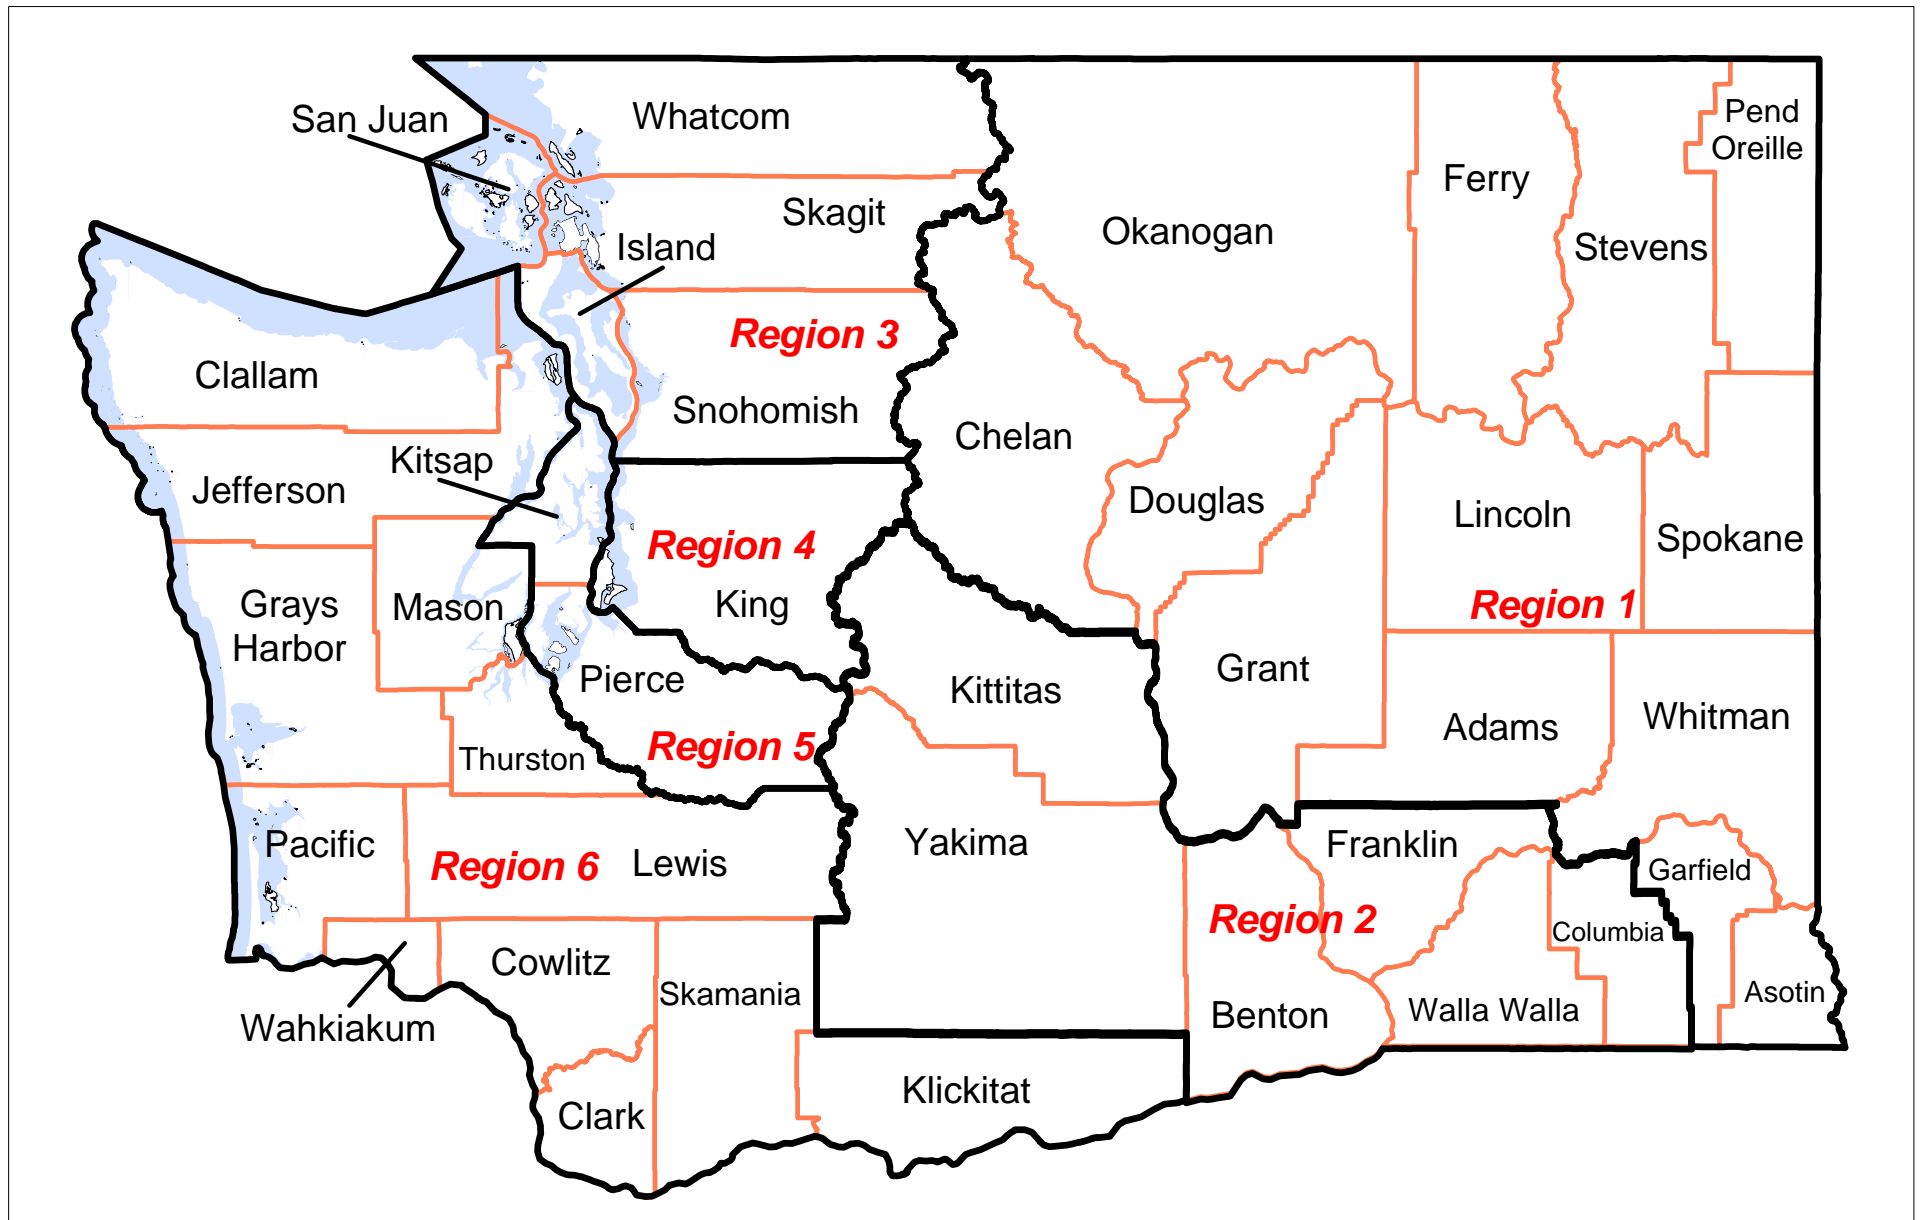 San Juan
Whatcom
Pend
Oreille
Ferry
Skagit
Okanogan
Island
Stevens
Region 3
Clallam
Snohomish
Chelan
Kitsap
Jefferson
Douglas
Lincoln
Spokane
Region 4
Grays
Harbor
Mason
King
Region 1
Pierce
Kittitas
Grant
Whitman
Adams
Thurston
Region 5
Pacific
Region 6
Lewis
Yakima
Franklin
Garfield
Region 2
Columbia
Cowlitz
Skamania
Asotin
Wahkiakum
Benton
Walla Walla
Klickitat
Clark